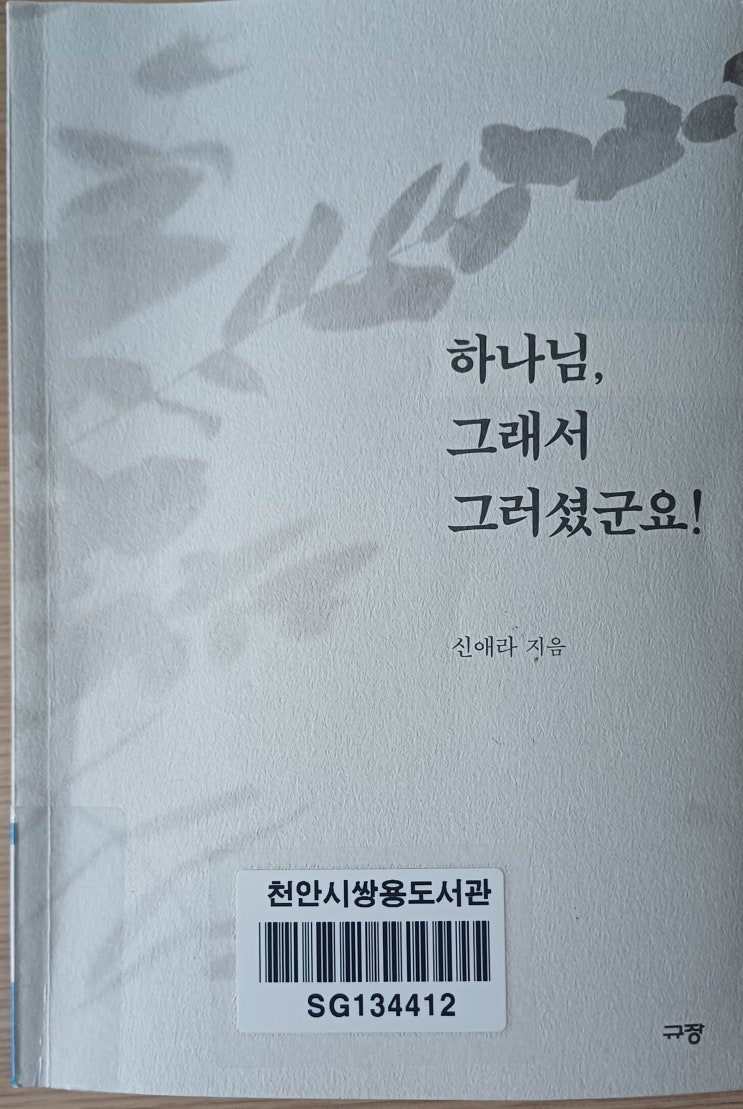 하나님,
그래서
그러셨군요!
신애라 지음
천안시쌍용도서관
SG134412
규장